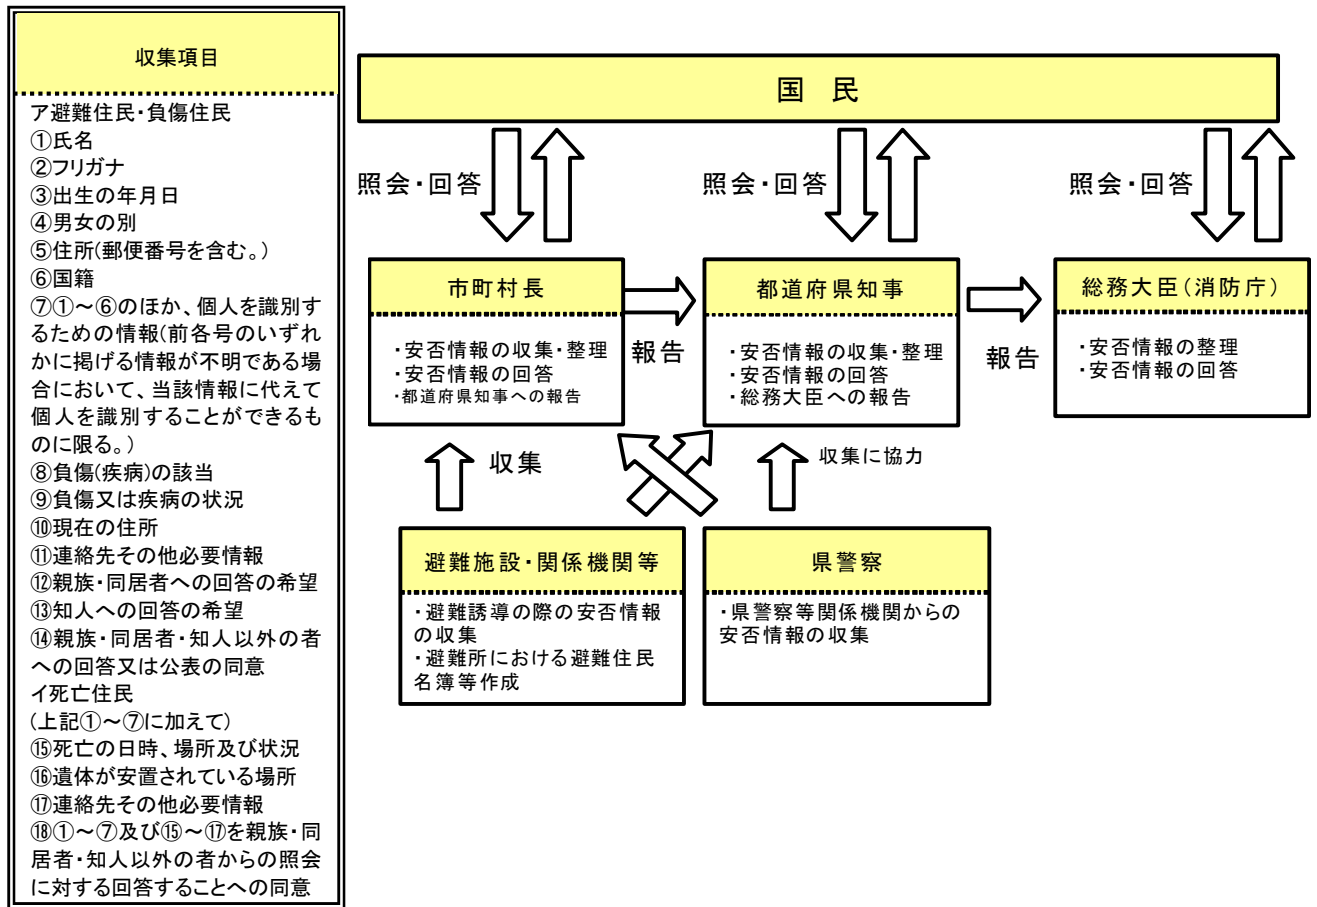 収集項目
ア避難住民・負傷住民
①氏名
②フリガナ
③出生の年月日
④男女の別
⑤住所(郵便番号を含む。)
⑥国籍
⑦①～⑥のほか、個人を識別す
るための情報(前各号のいずれ
かに掲げる情報が不明である場
合において、当該情報に代えて
個人を識別することができるも
のに限る。)
⑧負傷(疾病)の該当
⑨負傷又は疾病の状況
⑩現在の住所
⑪連絡先その他必要情報
⑫親族・同居者への回答の希望
⑬知人への回答の希望
⑭親族・同居者・知人以外の者
への回答又は公表の同意
イ死亡住民
(上記①～⑦に加えて)
⑮死亡の日時、場所及び状況
⑯遺体が安置されている場所
⑰連絡先その他必要情報
⑱①～⑦及び⑮～⑰を親族・同
居者・知人以外の者からの照会
に対する回答することへの同意
国 民
照会・回答
照会・回答
照会・回答
市町村長
・安否情報の収集・整理
・安否情報の回答
・都道府県知事への報告
報告
都道府県知事
・安否情報の収集・整理
・安否情報の回答
・総務大臣への報告
報告
総務大臣(消防庁)
・安否情報の整理
・安否情報の回答
収集
収集に協力
避難施設・関係機関等
・避難誘導の際の安否情報
の収集
・避難所における避難住民
名簿等作成
県警察
・県警察等関係機関からの
安否情報の収集